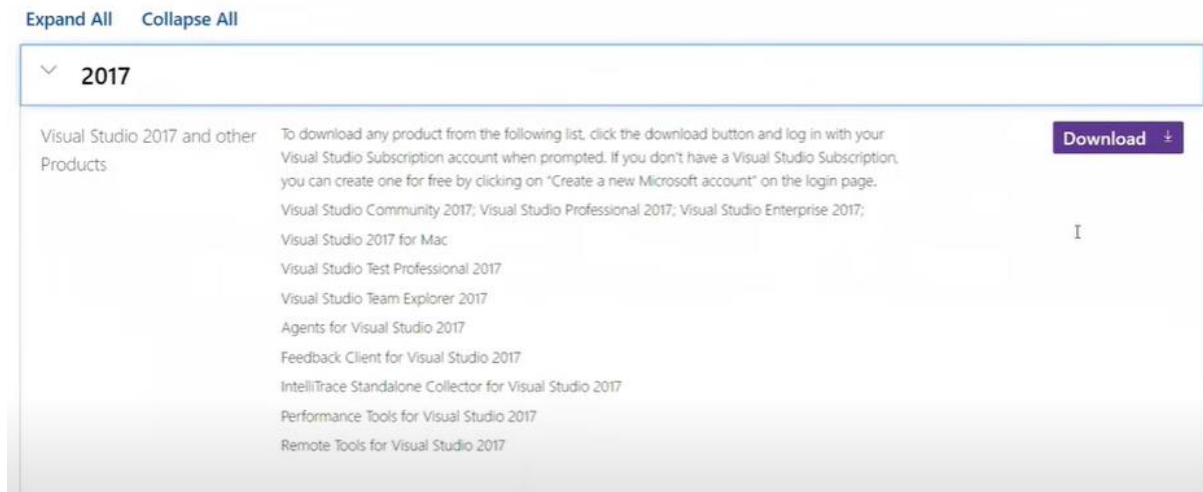 Expand All Collapse All
2017
Visual Studio 2017 and other
Products
To download any product from the following list, click the download button and log in with your
Visual Studio Subscription account when prompted. If you don't have a Visual Studio Subscription,
you can create one for free by clicking on "Create a new Microsoft account" on the login page.
Visual Studio Community 2017; Visual Studio Professional 2017; Visual Studio Enterprise 2017;
Visual Studio 2017 for Mac
Visual Studio Test Professional 2017
Visual Studio Team Explorer 2017
Agents for Visual Studio 2017
Feedback Client for Visual Studio 2017
IntelliTrace Standalone Collector for Visual Studio 2017
Performance Tools for Visual Studio 2017
Remote Tools for Visual Studio 2017
Download